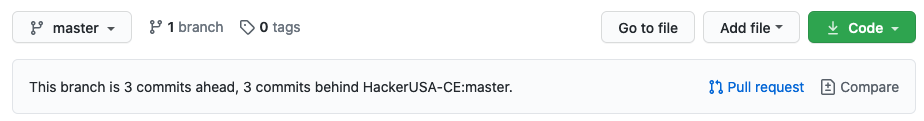 master 1 branch 0 tags Go to file Add file Code
This branch is 3 commits ahead, 3 commits behind HackerUSA-CE:master. Pull request Compare